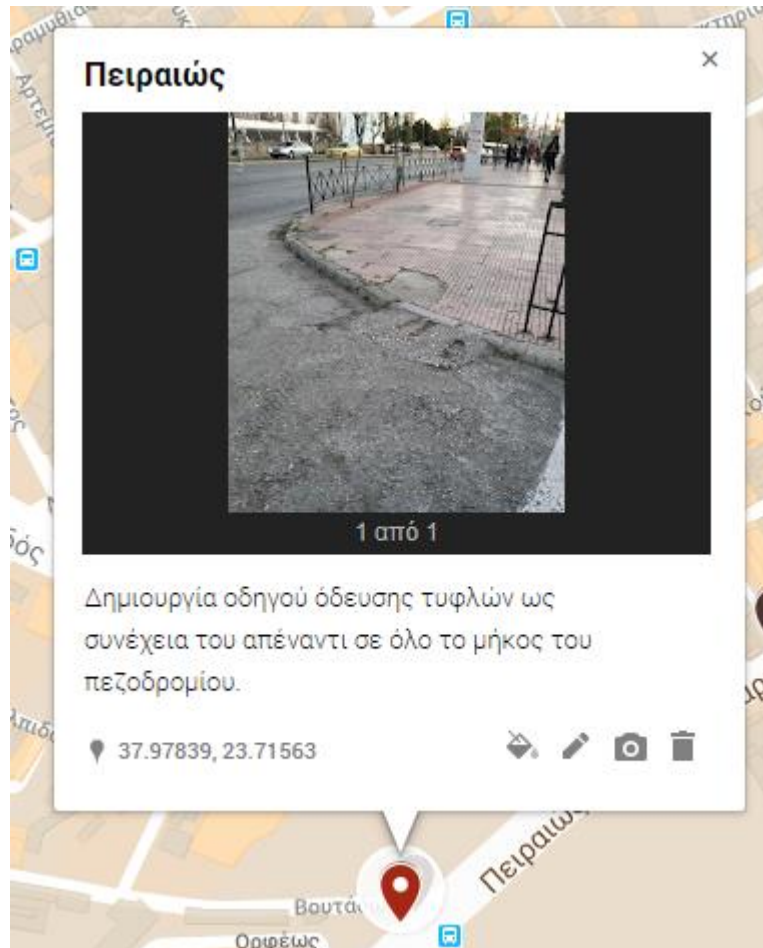 Πειραιώς
1 από 1
Δημιουργία οδηγού όδευσης τυφλών ως
συνέχεια του απέναντι σε όλο το μήκος του
πεζοδρομίου.
37.97839, 23.71563
Πειραιώς
Ορφέως